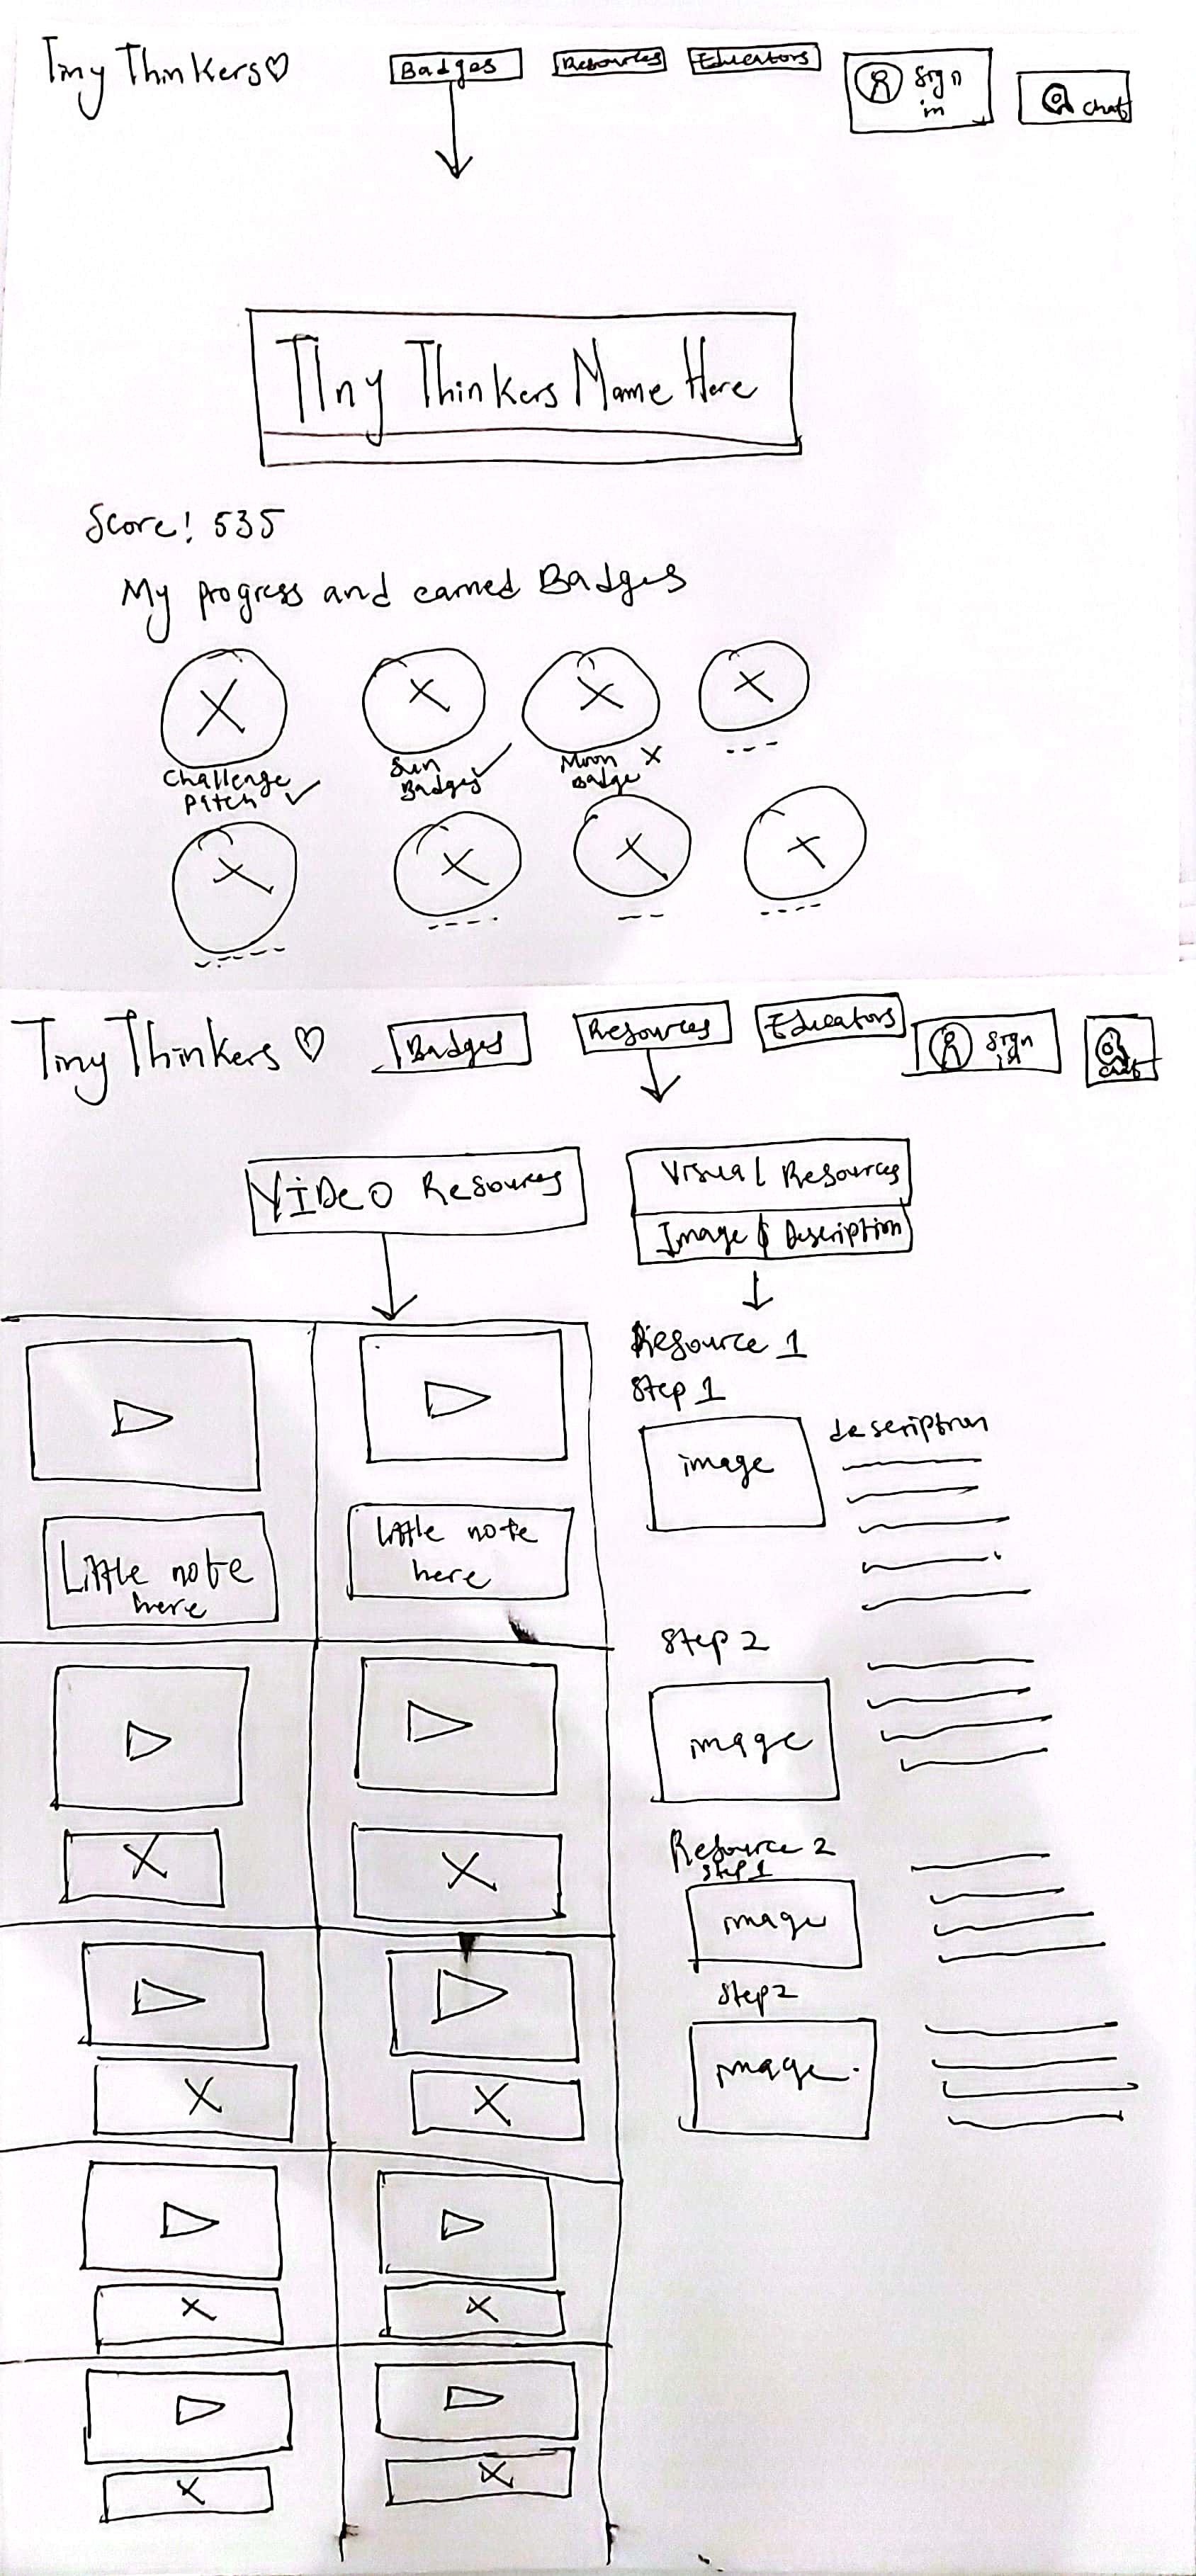 Tiny Thinkers♡ Badges Resources Educators Sign in chat
TIny Thinkers Name Here
Score! 535
My progress and earned Badges
Challenge Patch ✓
Sun Badges ✓
Moon Badge X
Tiny Thinkers ♡ Badges Resources Educators Sign in chat
VIDEO Resources
Visual Resources
Image & Description
Resource 1
Step 1
image
description
Little note
here
Little note
here
Step 2
image
Resource 2
Step 1
image
Step 2
image